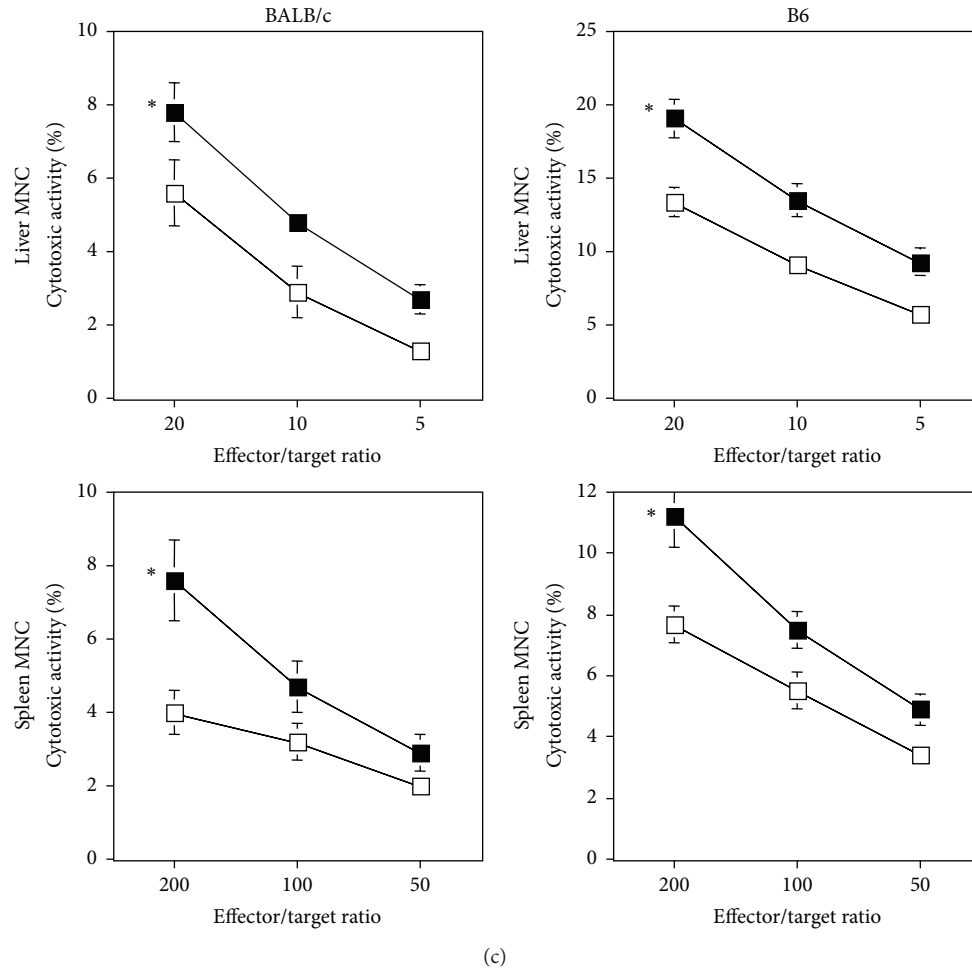 BALB/c
10
8
6
4
2
0
*
Liver MNC
Cytotoxic activity (%)
20
10
5
Effector/target ratio
B6
25
20
15
10
5
0
*
Liver MNC
Cytotoxic activity (%)
20
10
5
Effector/target ratio
10
8
6
4
2
0
*
Spleen MNC
Cytotoxic activity (%)
200
100
50
Effector/target ratio
12
10
8
6
4
2
0
*
Spleen MNC
Cytotoxic activity (%)
200
100
50
Effector/target ratio
(c)